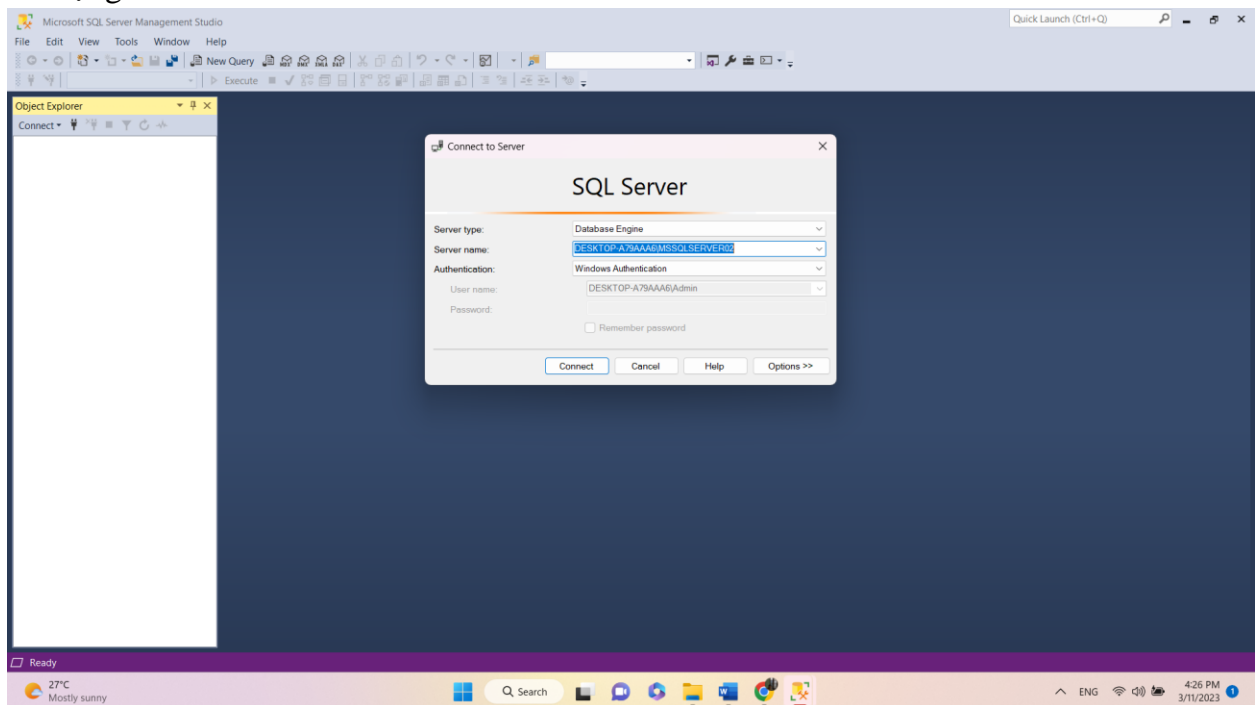 Microsoft SQL Server Management Studio
Quick Launch (Ctrl+Q)
File Edit View Tools Window Help
New Query
Execute
Object Explorer
Connect
Connect to Server
SQL Server
Server type: Database Engine
Server name: DESKTOP-A79AAA6\MSSQLSERVER02
Authentication: Windows Authentication
User name: DESKTOP-A79AAA6\Admin
Password:
Remember password
Connect Cancel Help Options >>
Ready
27°C
Mostly sunny
Search
ENG
4:26 PM
3/11/2023
1